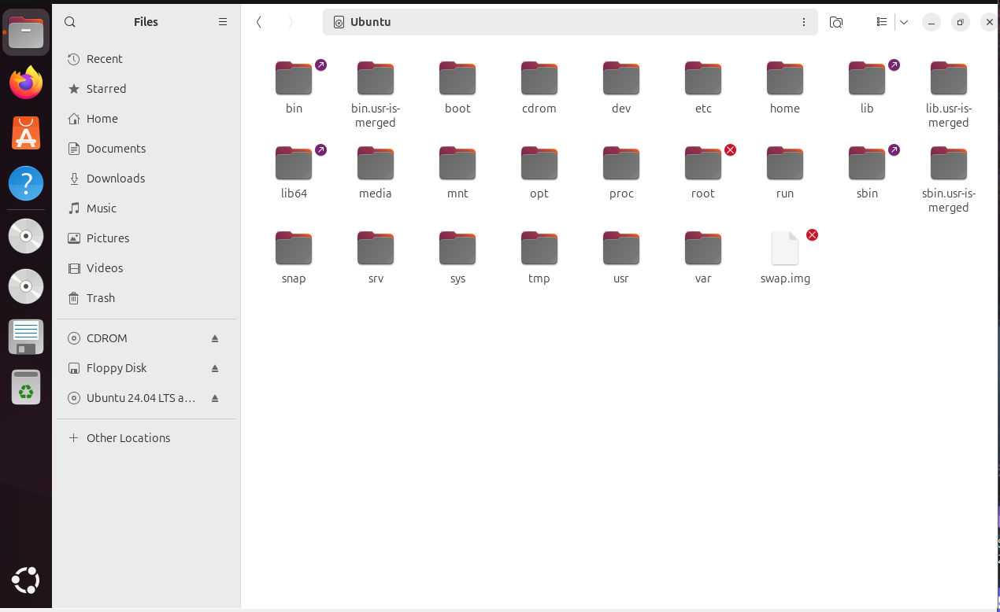 Files
Ubuntu
Recent
Starred
Home
Documents
Downloads
Music
Pictures
Videos
Trash
CDROM
Floppy Disk
Ubuntu 24.04 LTS a…
Other Locations
bin
bin.usr-is-
merged
boot
cdrom
dev
etc
home
lib
lib.usr-is-
merged
lib64
media
mnt
opt
proc
root
run
sbin
sbin.usr-is-
merged
snap
srv
sys
tmp
usr
var
swap.img